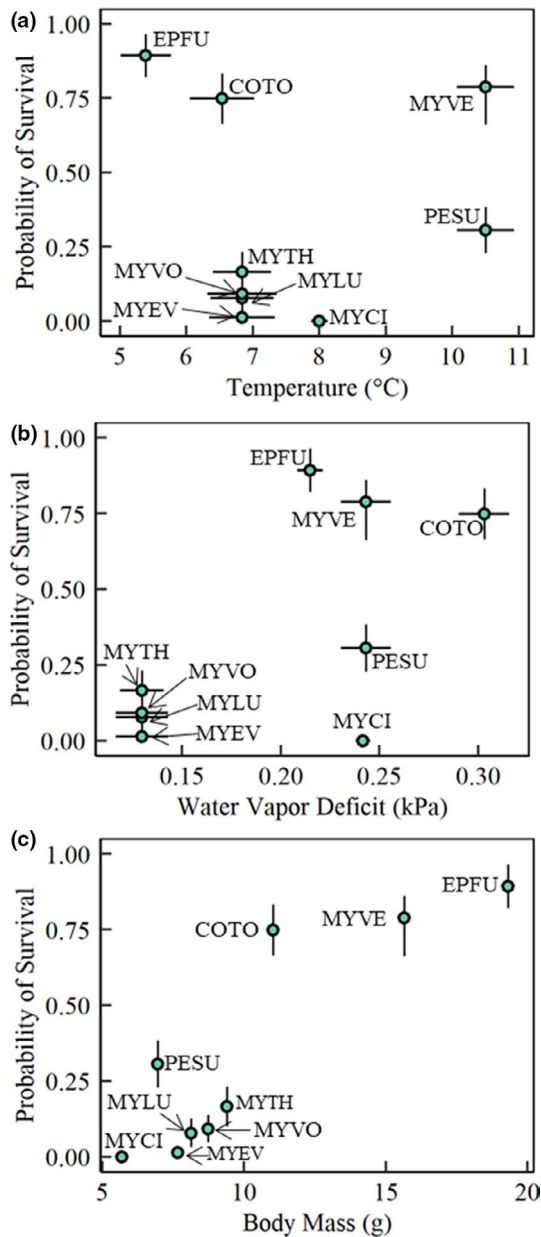 (a)
1.00
0.75
0.50
0.25
0.00
Probability of Survival
EPFU
COTO
MYVE
PESU
MYTH
MYVO
MYLU
MYEV
MYCI
5 6 7 8 9 10 11
Temperature (°C)
(b)
1.00
0.75
0.50
0.25
0.00
Probability of Survival
EPFU
MYVE
COTO
MYTH
MYVO
PESU
MYLU
MYCI
MYEV
0.15 0.20 0.25 0.30
Water Vapor Deficit (kPa)
(c)
1.00
0.75
0.50
0.25
0.00
Probability of Survival
EPFU
MYVE
COTO
PESU
MYLU
MYTH
MYVO
MYCI
MYEV
5 10 15 20
Body Mass (g)